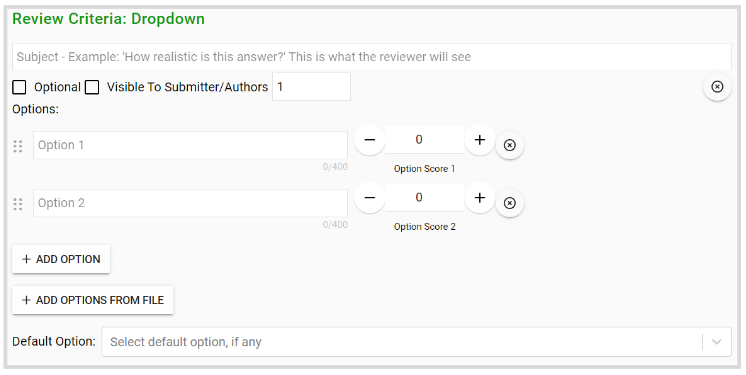 Review Criteria: Dropdown
Subject - Example: 'How realistic is this answer?' This is what the reviewer will see
Optional Visible To Submitter/Authors 1
Options:
Option 1 0
0/400 Option Score 1
Option 2 0
0/400 Option Score 2
+ ADD OPTION
+ ADD OPTIONS FROM FILE
Default Option: Select default option, if any